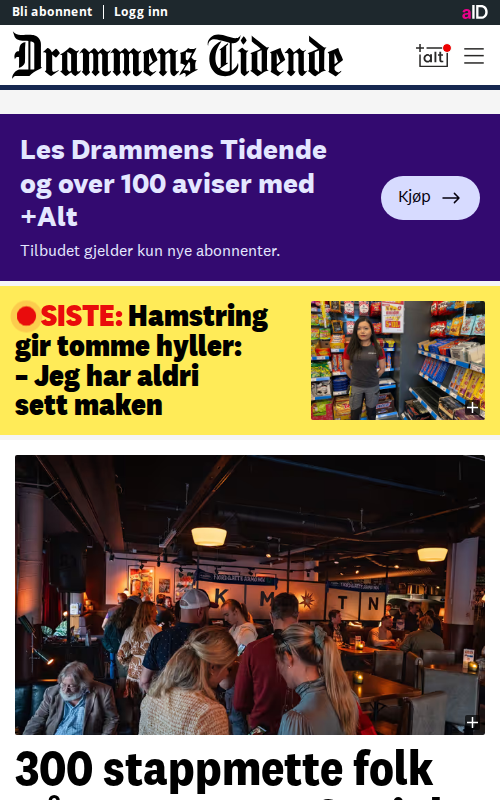 Bli abonnent
Logg inn
aID
Drammens Tidende
+alt
Les Drammens Tidende
og over 100 aviser med
+Alt
Tilbudet gjelder kun nye abonnenter.
Kjøp
SISTE: Hamstring
gir tomme hyller:
– Jeg har aldri
sett maken
300 stappmette folk